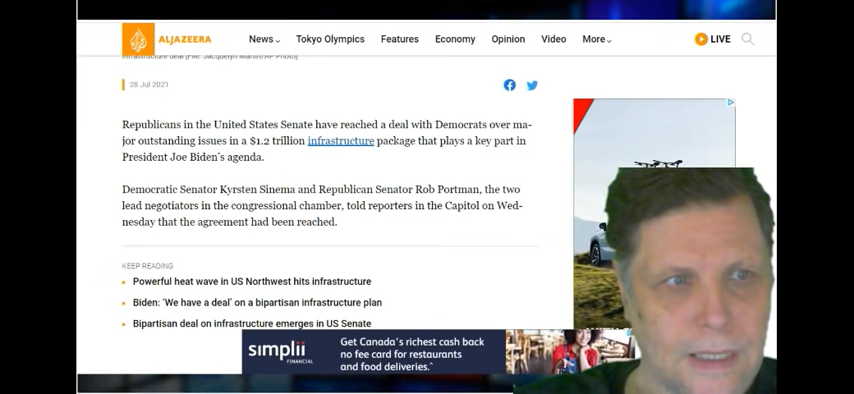 ALJAZEERA
News Tokyo Olympics Features Economy Opinion Video More LIVE
infrastructure deal [File: Jacquelyn Martin/AP Photo]
28 Jul 2021
Republicans in the United States Senate have reached a deal with Democrats over ma-
jor outstanding issues in a $1.2 trillion infrastructure package that plays a key part in
President Joe Biden's agenda.
Democratic Senator Kyrsten Sinema and Republican Senator Rob Portman, the two
lead negotiators in the congressional chamber, told reporters in the Capitol on Wed-
nesday that the agreement had been reached.
KEEP READING
Powerful heat wave in US Northwest hits infrastructure
Biden: 'We have a deal' on a bipartisan infrastructure plan
Bipartisan deal on infrastructure emerges in US Senate
simplii
FINANCIAL
Get Canada's richest cash back
no fee card for restaurants
and food deliveries.*